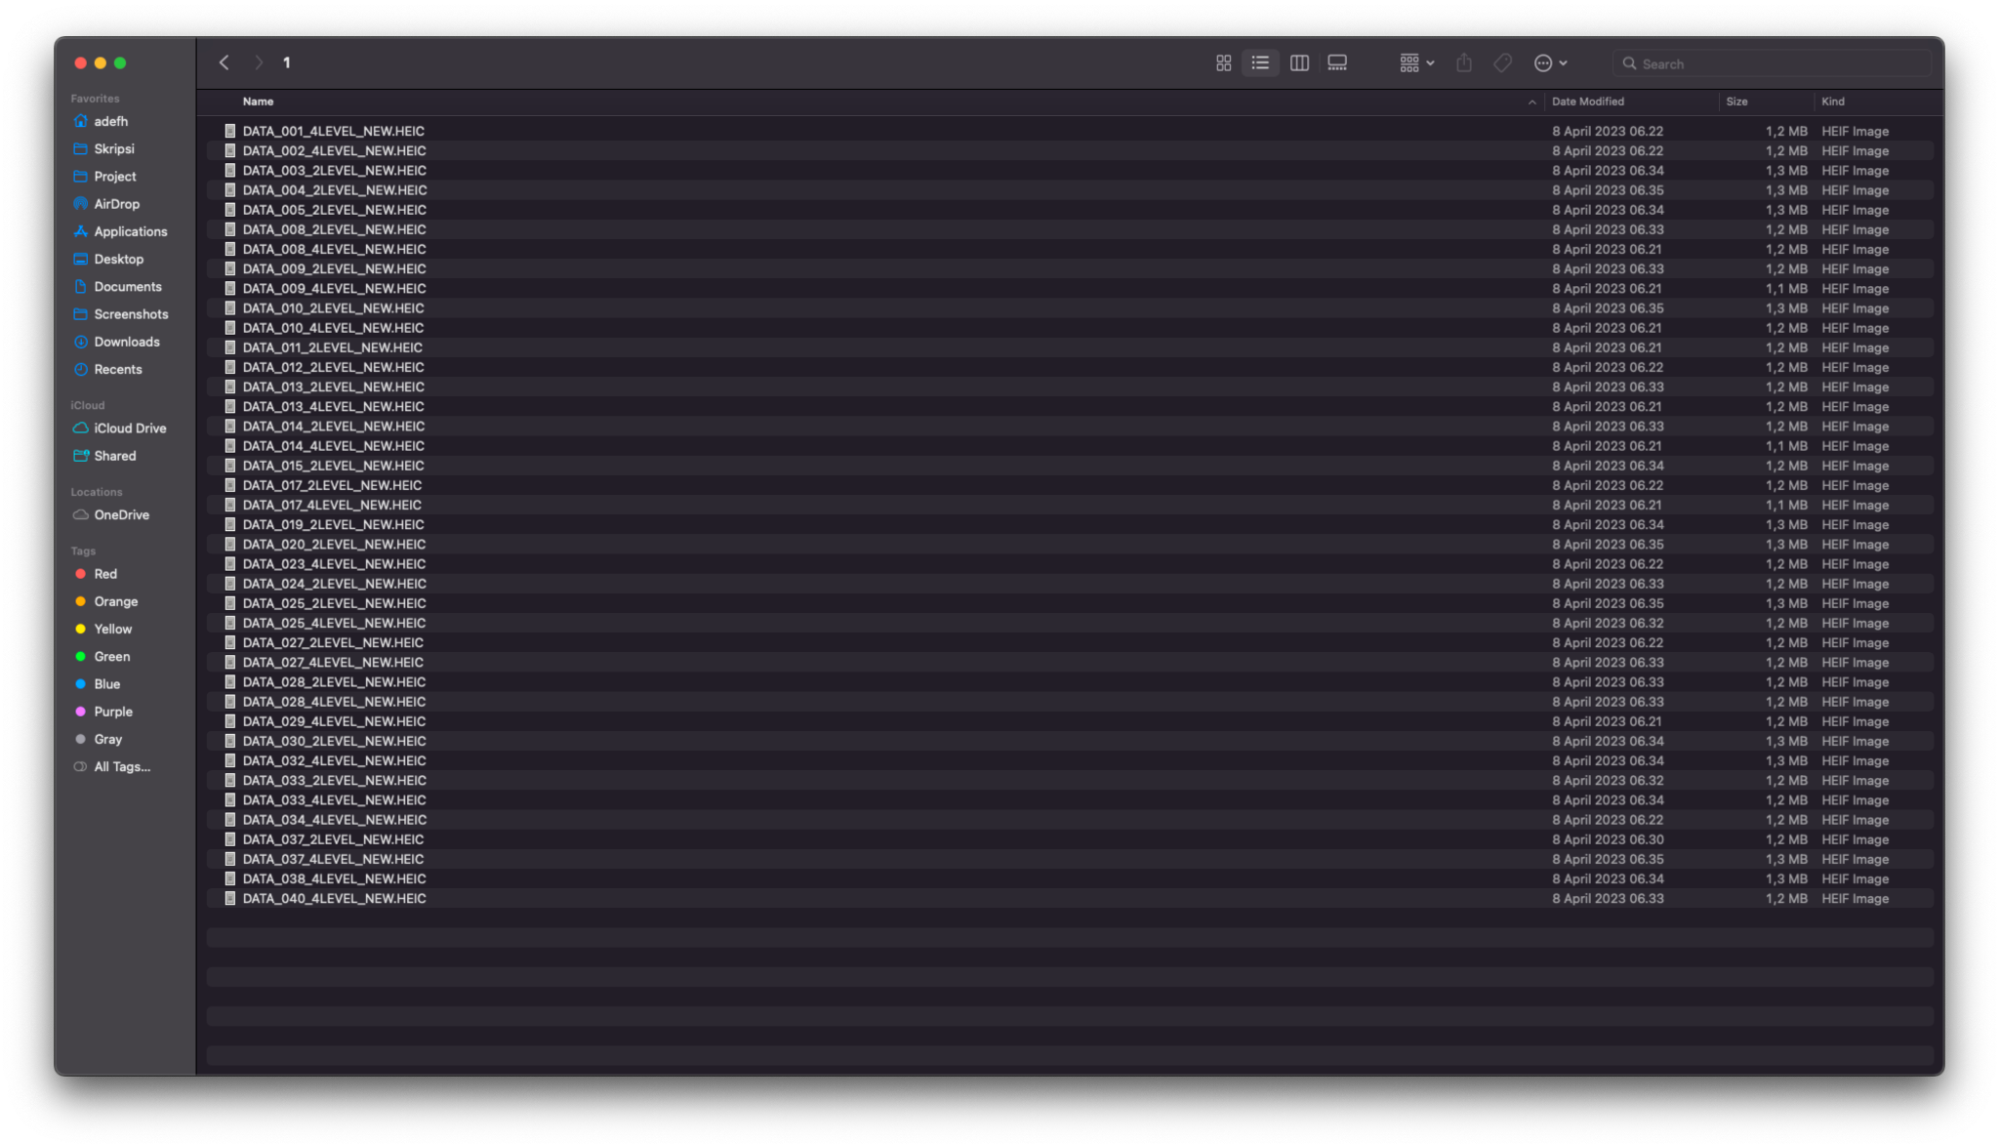 1
Search
Favorites
adefh
Skripsi
Project
AirDrop
Applications
Desktop
Documents
Screenshots
Downloads
Recents
iCloud
iCloud Drive
Shared
Locations
OneDrive
Tags
Red
Orange
Yellow
Green
Blue
Purple
Gray
All Tags...
Name Date Modified Size Kind
DATA_001_4LEVEL_NEW.HEIC 8 April 2023 06.22 1,2 MB HEIF Image
DATA_002_4LEVEL_NEW.HEIC 8 April 2023 06.22 1,2 MB HEIF Image
DATA_003_2LEVEL_NEW.HEIC 8 April 2023 06.34 1,3 MB HEIF Image
DATA_004_2LEVEL_NEW.HEIC 8 April 2023 06.35 1,3 MB HEIF Image
DATA_005_2LEVEL_NEW.HEIC 8 April 2023 06.34 1,3 MB HEIF Image
DATA_008_2LEVEL_NEW.HEIC 8 April 2023 06.33 1,2 MB HEIF Image
DATA_008_4LEVEL_NEW.HEIC 8 April 2023 06.21 1,2 MB HEIF Image
DATA_009_2LEVEL_NEW.HEIC 8 April 2023 06.33 1,2 MB HEIF Image
DATA_009_4LEVEL_NEW.HEIC 8 April 2023 06.21 1,1 MB HEIF Image
DATA_010_2LEVEL_NEW.HEIC 8 April 2023 06.35 1,3 MB HEIF Image
DATA_010_4LEVEL_NEW.HEIC 8 April 2023 06.21 1,2 MB HEIF Image
DATA_011_2LEVEL_NEW.HEIC 8 April 2023 06.21 1,2 MB HEIF Image
DATA_012_2LEVEL_NEW.HEIC 8 April 2023 06.22 1,2 MB HEIF Image
DATA_013_2LEVEL_NEW.HEIC 8 April 2023 06.33 1,2 MB HEIF Image
DATA_013_4LEVEL_NEW.HEIC 8 April 2023 06.21 1,2 MB HEIF Image
DATA_014_2LEVEL_NEW.HEIC 8 April 2023 06.33 1,2 MB HEIF Image
DATA_014_4LEVEL_NEW.HEIC 8 April 2023 06.21 1,1 MB HEIF Image
DATA_015_2LEVEL_NEW.HEIC 8 April 2023 06.34 1,2 MB HEIF Image
DATA_017_2LEVEL_NEW.HEIC 8 April 2023 06.22 1,2 MB HEIF Image
DATA_017_4LEVEL_NEW.HEIC 8 April 2023 06.21 1,1 MB HEIF Image
DATA_019_2LEVEL_NEW.HEIC 8 April 2023 06.34 1,3 MB HEIF Image
DATA_020_2LEVEL_NEW.HEIC 8 April 2023 06.35 1,3 MB HEIF Image
DATA_023_4LEVEL_NEW.HEIC 8 April 2023 06.22 1,2 MB HEIF Image
DATA_024_2LEVEL_NEW.HEIC 8 April 2023 06.33 1,2 MB HEIF Image
DATA_025_2LEVEL_NEW.HEIC 8 April 2023 06.35 1,3 MB HEIF Image
DATA_025_4LEVEL_NEW.HEIC 8 April 2023 06.32 1,2 MB HEIF Image
DATA_027_2LEVEL_NEW.HEIC 8 April 2023 06.22 1,2 MB HEIF Image
DATA_027_4LEVEL_NEW.HEIC 8 April 2023 06.33 1,2 MB HEIF Image
DATA_028_2LEVEL_NEW.HEIC 8 April 2023 06.33 1,2 MB HEIF Image
DATA_028_4LEVEL_NEW.HEIC 8 April 2023 06.33 1,2 MB HEIF Image
DATA_029_4LEVEL_NEW.HEIC 8 April 2023 06.21 1,2 MB HEIF Image
DATA_030_2LEVEL_NEW.HEIC 8 April 2023 06.34 1,3 MB HEIF Image
DATA_032_4LEVEL_NEW.HEIC 8 April 2023 06.34 1,3 MB HEIF Image
DATA_033_2LEVEL_NEW.HEIC 8 April 2023 06.32 1,2 MB HEIF Image
DATA_033_4LEVEL_NEW.HEIC 8 April 2023 06.34 1,2 MB HEIF Image
DATA_034_4LEVEL_NEW.HEIC 8 April 2023 06.22 1,2 MB HEIF Image
DATA_037_2LEVEL_NEW.HEIC 8 April 2023 06.30 1,2 MB HEIF Image
DATA_037_4LEVEL_NEW.HEIC 8 April 2023 06.35 1,3 MB HEIF Image
DATA_038_4LEVEL_NEW.HEIC 8 April 2023 06.34 1,3 MB HEIF Image
DATA_040_4LEVEL_NEW.HEIC 8 April 2023 06.33 1,2 MB HEIF Image